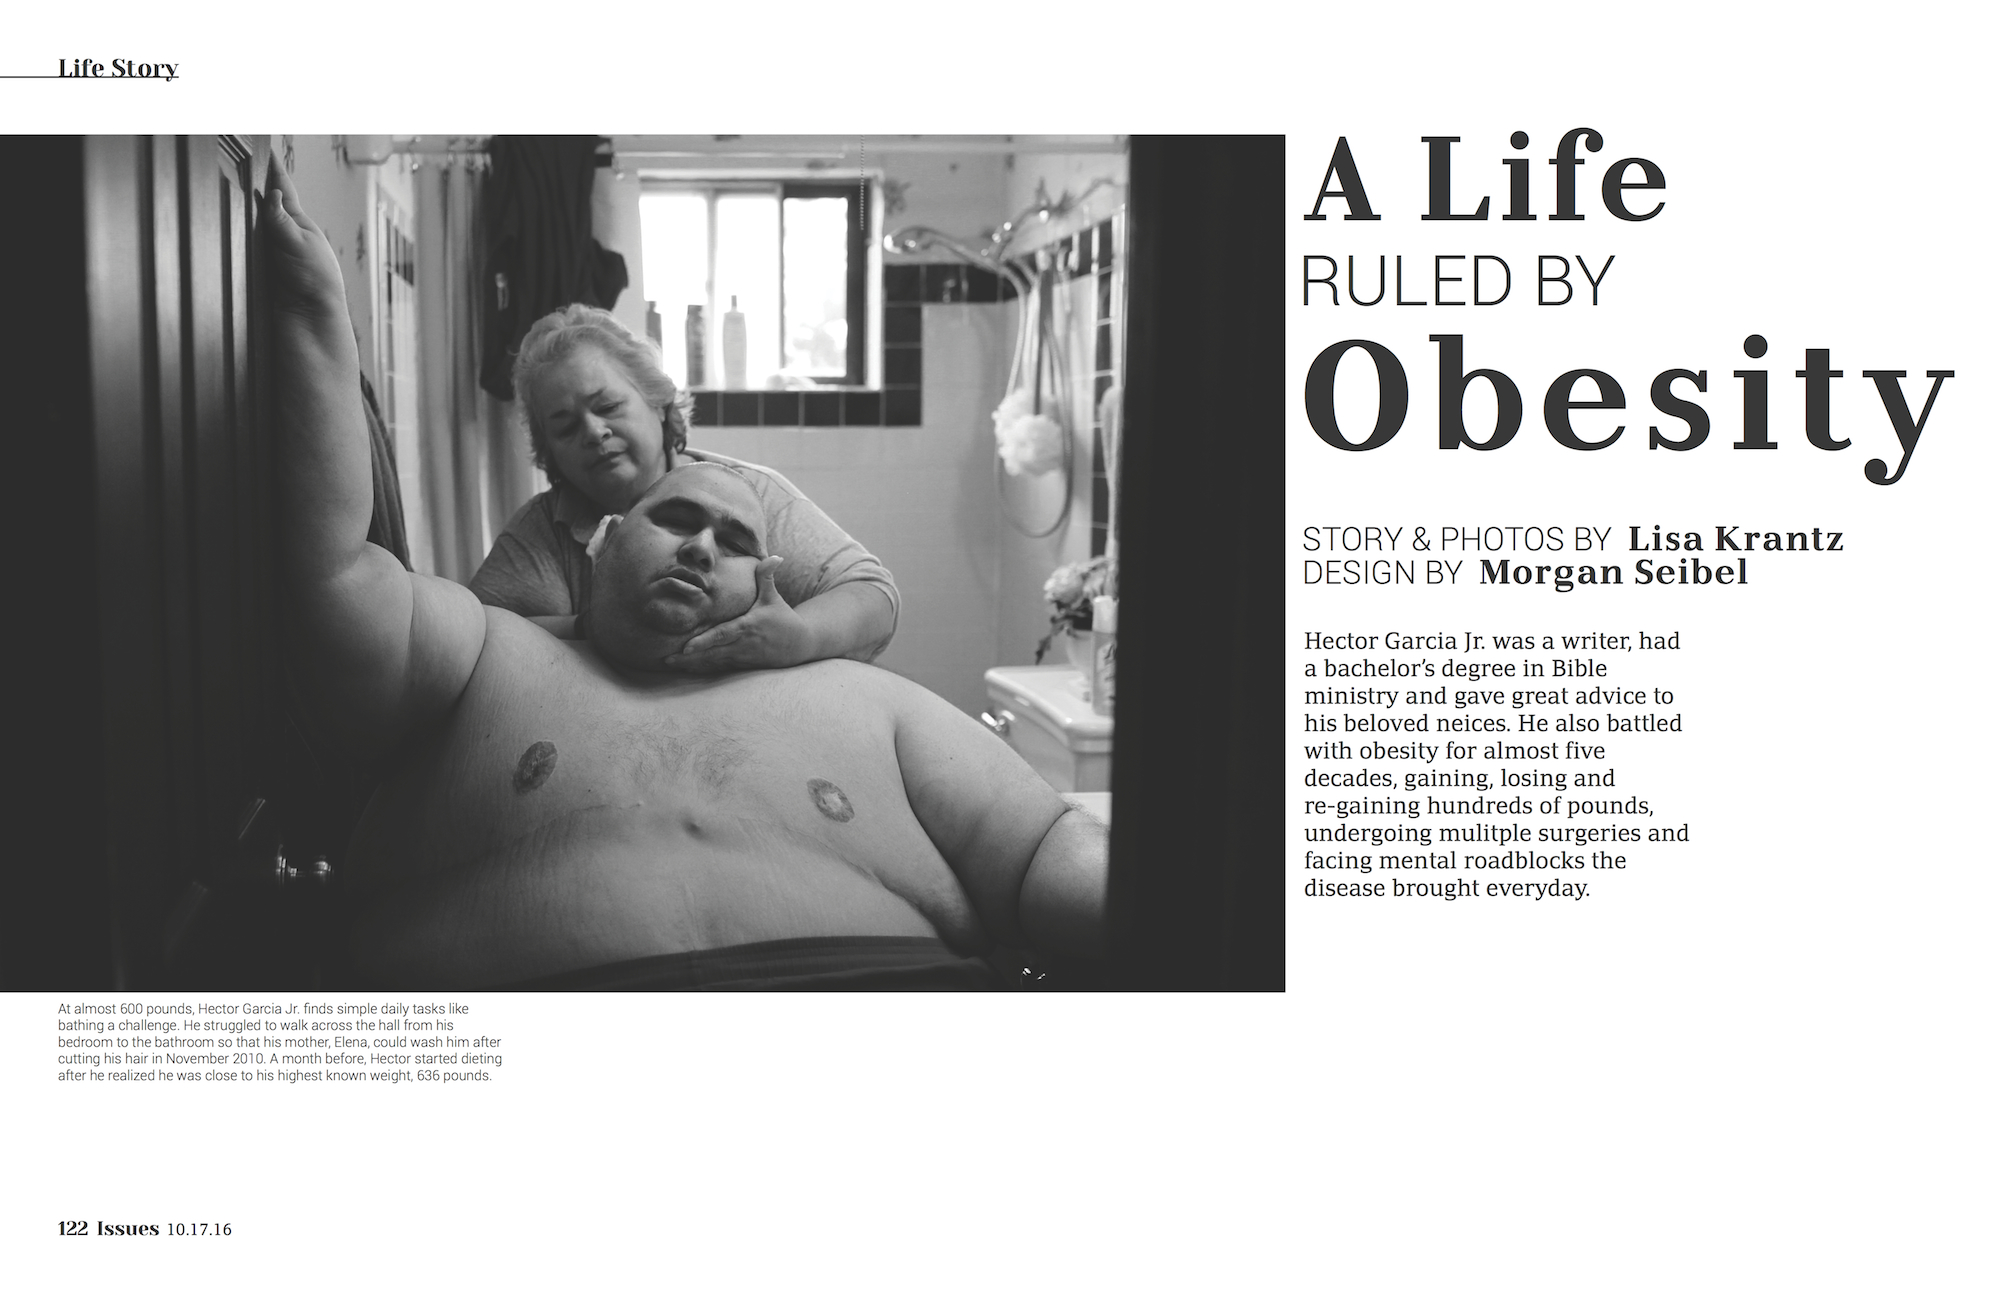 Life Story
A Life
RULED BY
Obesity
STORY & PHOTOS BY Lisa Krantz
DESIGN BY Morgan Seibel
Hector Garcia Jr. was a writer, had
a bachelor's degree in Bible
ministry and gave great advice to
his beloved neices. He also battled
with obesity for almost five
decades, gaining, losing and
re-gaining hundreds of pounds,
undergoing mulitple surgeries and
facing mental roadblocks the
disease brought everyday.
At almost 600 pounds, Hector Garcia Jr. finds simple daily tasks like
bathing a challenge. He struggled to walk across the hall from his
bedroom to the bathroom so that his mother, Elena, could wash him after
cutting his hair in November 2010. A month before, Hector started dieting
after he realized he was close to his highest known weight, 636 pounds.
122 Issues 10.17.16